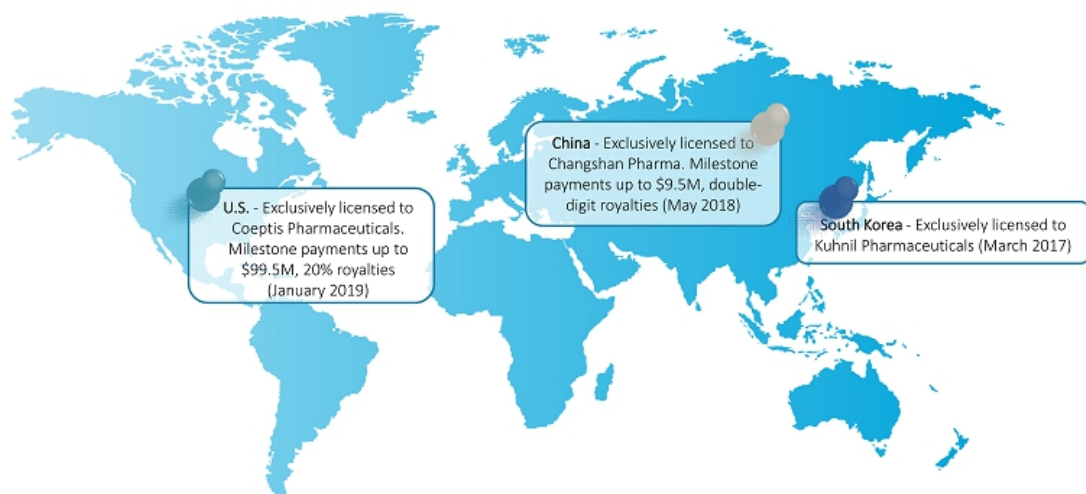 U.S. - Exclusively licensed to
Coeptis Pharmaceuticals.
Milestone payments up to
$99.5M, 20% royalties
(January 2019)
China - Exclusively licensed to
Changshan Pharma. Milestone
payments up to $9.5M, double-
digit royalties (May 2018)
South Korea - Exclusively licensed to
Kuhnil Pharmaceuticals (March 2017)